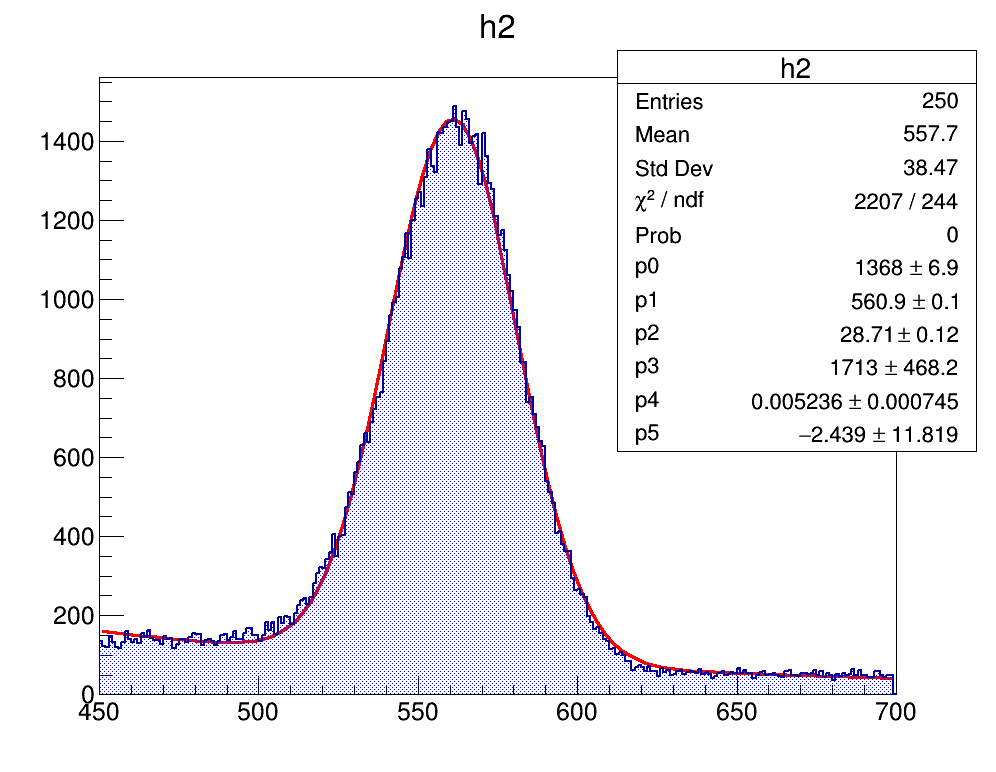 h2
h2
Entries 250
Mean 557.7
Std Dev 38.47
χ² / ndf 2207 / 244
Prob 0
p0 1368 ± 6.9
p1 560.9 ± 0.1
p2 28.71 ± 0.12
p3 1713 ± 468.2
p4 0.005236 ± 0.000745
p5 −2.439 ± 11.819
1400
1200
1000
800
600
400
200
0
450 500 550 600 650 700